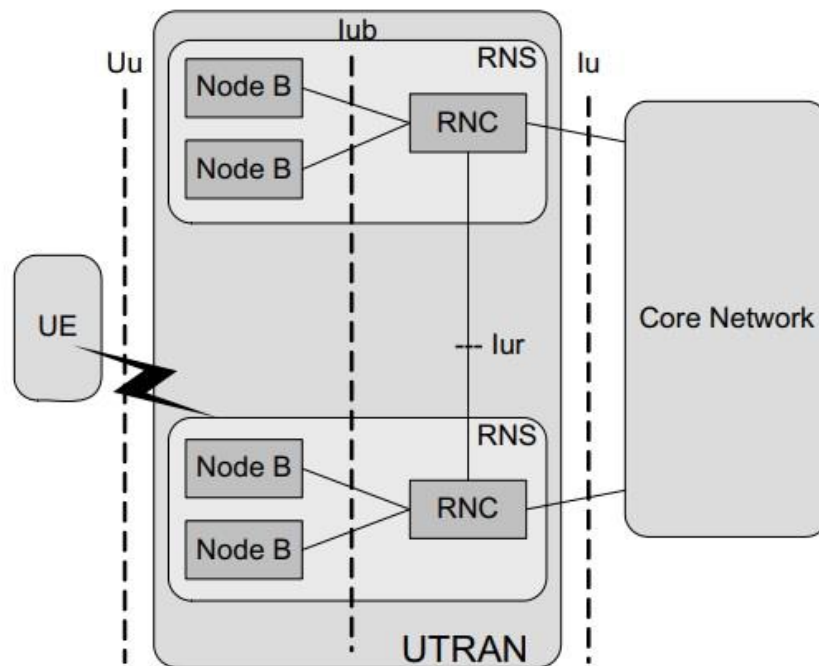 Iub
Uu
RNS
Iu
Node B
RNC
Node B
UE
Core Network
Iur
RNS
Node B
RNC
Node B
UTRAN